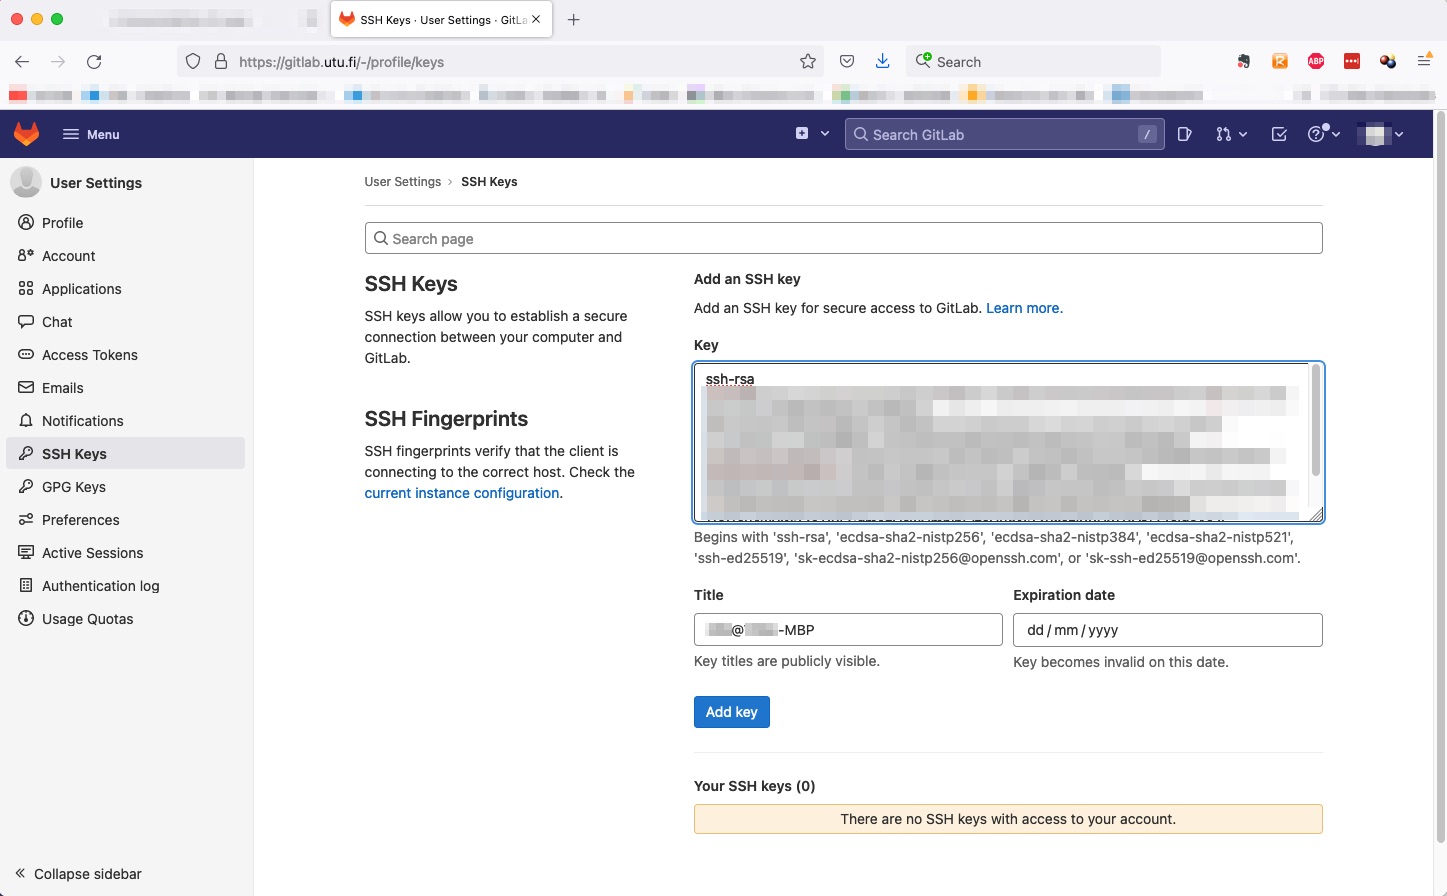 SSH Keys · User Settings · GitLa
https://gitlab.utu.fi/-/profile/keys
Search
ABP
Menu
Search GitLab
/
User Settings
Profile
Account
Applications
Chat
Access Tokens
Emails
Notifications
SSH Keys
GPG Keys
Preferences
Active Sessions
Authentication log
Usage Quotas
Collapse sidebar
User Settings › SSH Keys
Search page
SSH Keys
SSH keys allow you to establish a secure
connection between your computer and
GitLab.
SSH Fingerprints
SSH fingerprints verify that the client is
connecting to the correct host. Check the
current instance configuration.
Add an SSH key
Add an SSH key for secure access to GitLab. Learn more.
Key
ssh-rsa
Begins with 'ssh-rsa', 'ecdsa-sha2-nistp256', 'ecdsa-sha2-nistp384', 'ecdsa-sha2-nistp521',
'ssh-ed25519', 'sk-ecdsa-sha2-nistp256@openssh.com', or 'sk-ssh-ed25519@openssh.com'.
Title
@ -MBP
Key titles are publicly visible.
Expiration date
dd / mm / yyyy
Key becomes invalid on this date.
Add key
Your SSH keys (0)
There are no SSH keys with access to your account.